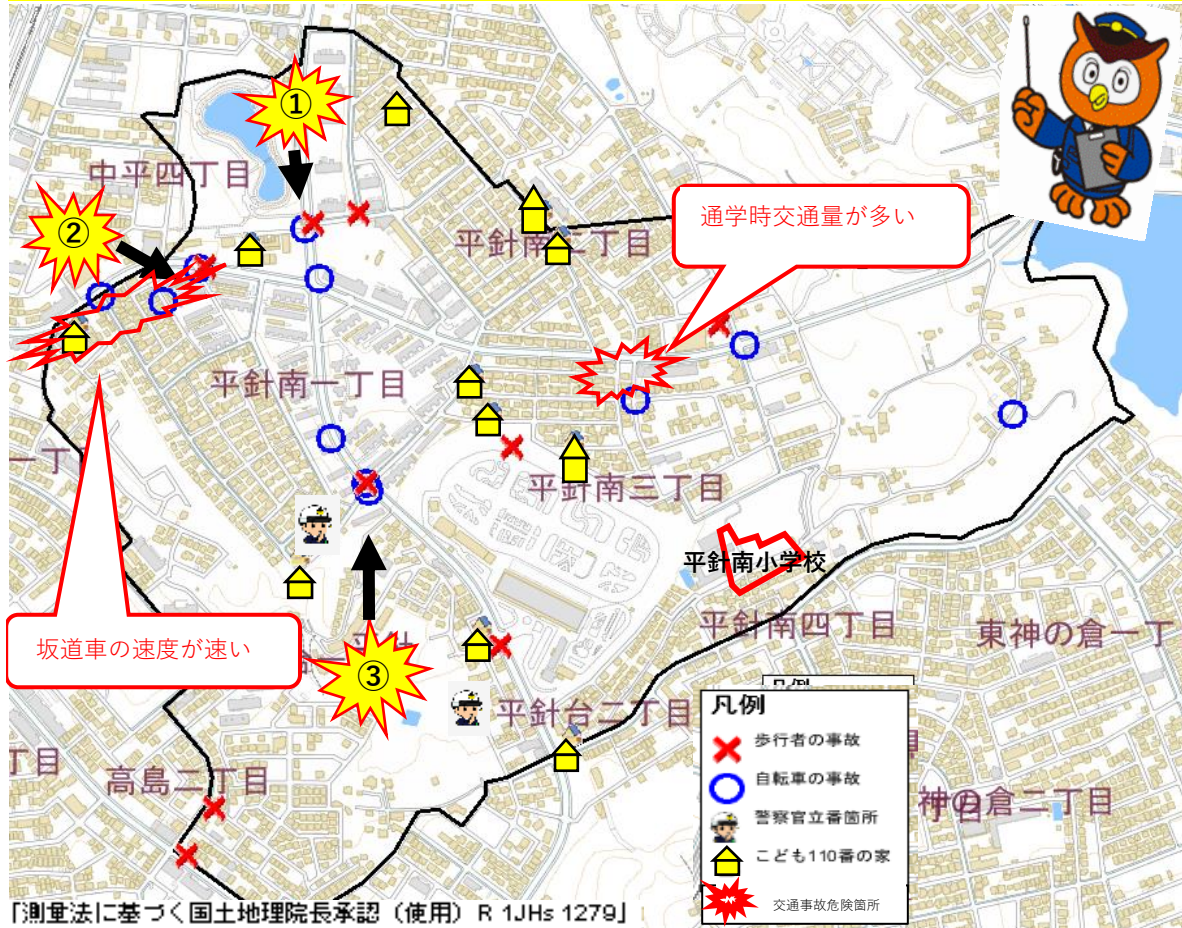 ①
中平四丁目
②
平針南二丁目
通学時交通量が多い
平針南一丁目
一丁
平針南三丁目
平針南小学校
坂道車の速度が速い
平針南四丁目
東神の倉一丁
③
平針台二丁目
丁目
高島二丁目
神の倉二丁目
凡例
凡例
歩行者の事故
自転車の事故
警察官立番箇所
こども110番の家
交通事故危険箇所
「測量法に基づく国土地理院長承認（使用）R 1JHs 1279」